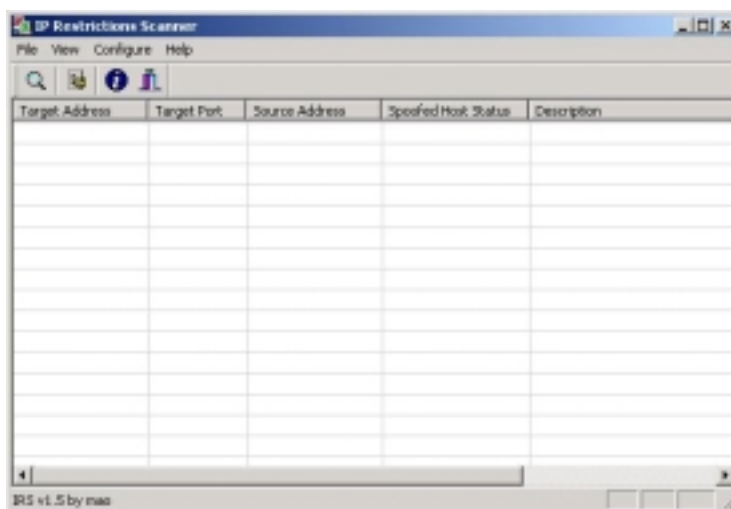 IP Restrictions Scanner
File View Configure Help
Target Address Target Port Source Address Spoofed Host Status Description
IRS v1.5 by mao